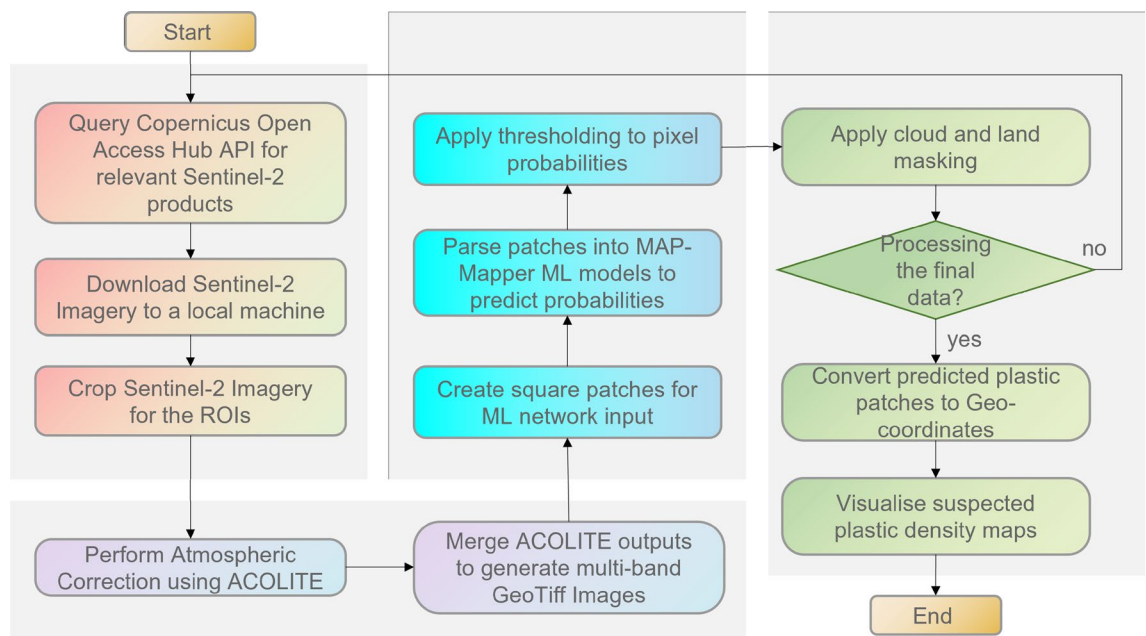 Start
Query Copernicus Open
Access Hub API for
relevant Sentinel-2
products
Download Sentinel-2
Imagery to a local machine
Crop Sentinel-2 Imagery
for the ROIs
Perform Atmospheric
Correction using ACOLITE
Merge ACOLITE outputs
to generate multi-band
GeoTiff Images
Create square patches for
ML network input
Parse patches into MAP-
Mapper ML models to
predict probabilities
Apply thresholding to pixel
probabilities
Apply cloud and land
masking
Processing
the final
data?
no
yes
Convert predicted plastic
patches to Geo-
coordinates
Visualise suspected
plastic density maps
End